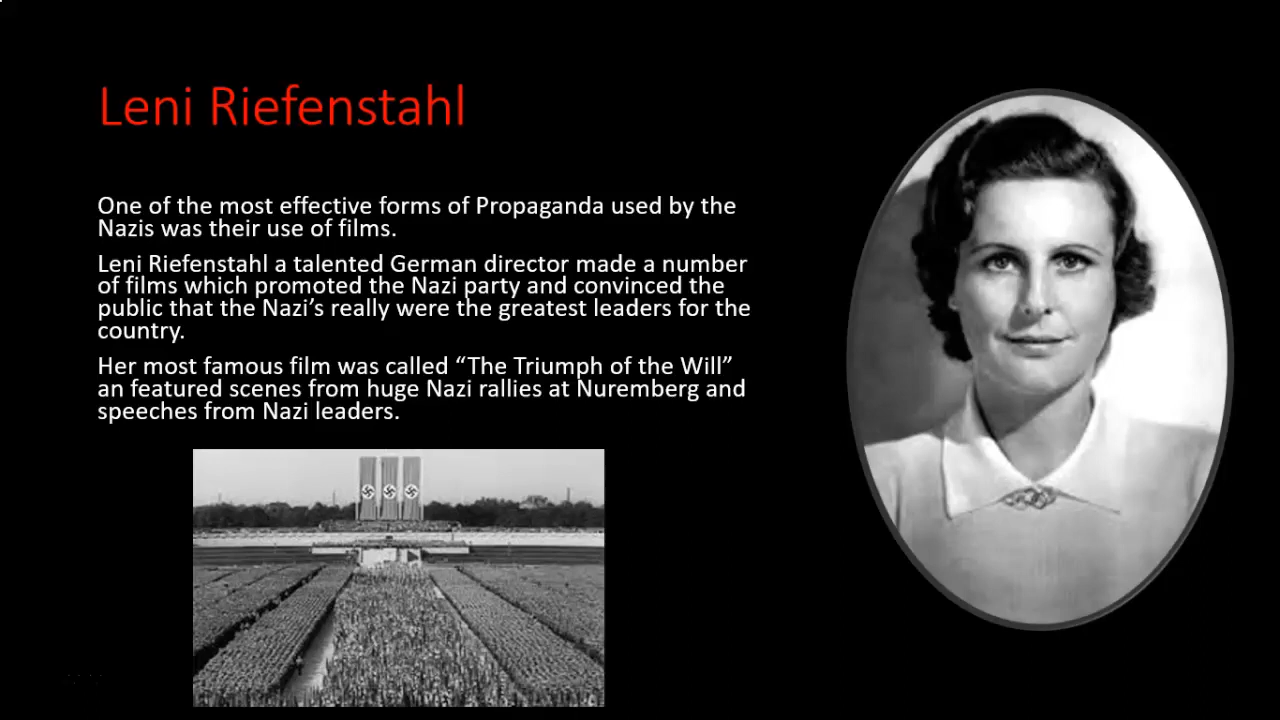 Leni Riefenstahl
One of the most effective forms of Propaganda used by the
Nazis was their use of films.
Leni Riefenstahl a talented German director made a number
of films which promoted the Nazi party and convinced the
public that the Nazi’s really were the greatest leaders for the
country.
Her most famous film was called “The Triumph of the Will”
an featured scenes from huge Nazi rallies at Nuremberg and
speeches from Nazi leaders.